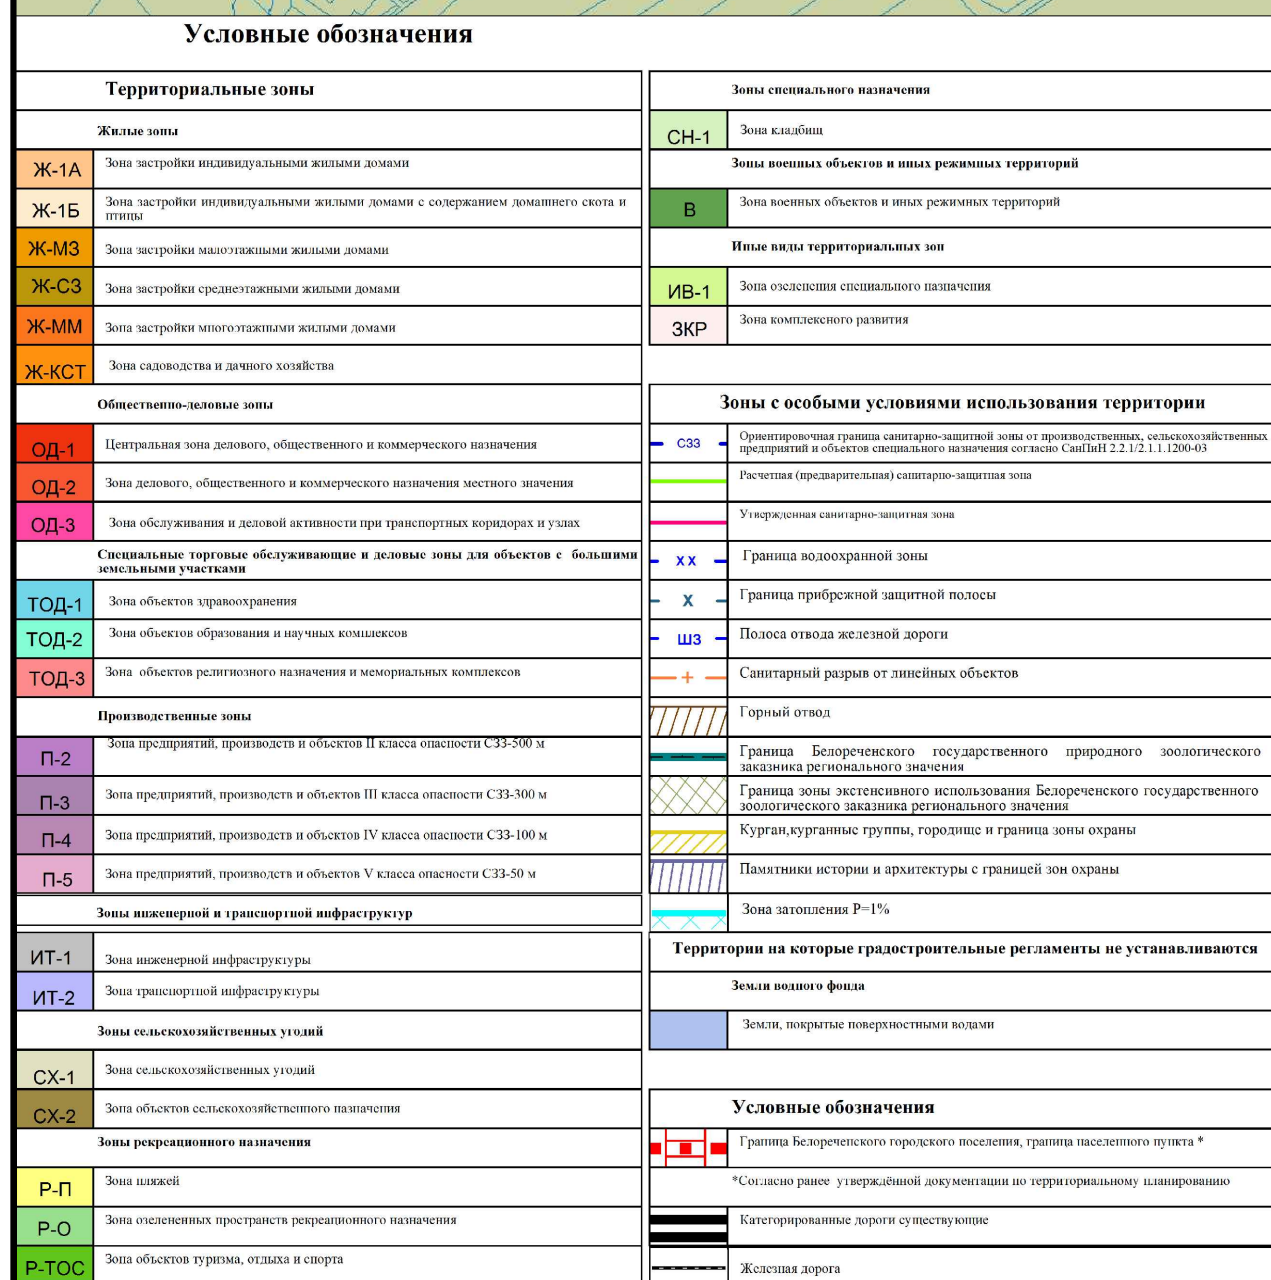 Условные обозначения
Территориальные зоны
Жилые зоны
Ж-1А Зона застройки индивидуальными жилыми домами
Ж-1Б Зона застройки индивидуальными жилыми домами с содержанием домашнего скота и
птицы
Ж-МЗ Зона застройки малоэтажными жилыми домами
Ж-СЗ Зона застройки среднеэтажными жилыми домами
Ж-ММ Зона застройки многоэтажными жилыми домами
Ж-КСТ Зона садоводства и дачного хозяйства
Общественно-деловые зоны
ОД-1 Центральная зона делового, общественного и коммерческого назначения
ОД-2 Зона делового, общественного и коммерческого назначения местного значения
ОД-3 Зона обслуживания и деловой активности при транспортных коридорах и узлах
Специальные торговые обслуживающие и деловые зоны для объектов с большими
земельными участками
ТОД-1 Зона объектов здравоохранения
ТОД-2 Зона объектов образования и научных комплексов
ТОД-3 Зона объектов религиозного назначения и мемориальных комплексов
Производственные зоны
П-2 Зона предприятий, производств и объектов II класса опасности СЗЗ-500 м
П-3 Зона предприятий, производств и объектов III класса опасности СЗЗ-300 м
П-4 Зона предприятий, производств и объектов IV класса опасности СЗЗ-100 м
П-5 Зона предприятий, производств и объектов V класса опасности СЗЗ-50 м
Зоны инженерной и транспортной инфраструктур
ИТ-1 Зона инженерной инфраструктуры
ИТ-2 Зона транспортной инфраструктуры
Зоны сельскохозяйственных угодий
СХ-1 Зона сельскохозяйственных угодий
СХ-2 Зона объектов сельскохозяйственного назначения
Зоны рекреационного назначения
Р-П Зона пляжей
Р-О Зона озелененных пространств рекреационного назначения
Р-ТОС Зона объектов туризма, отдыха и спорта
Зоны специального назначения
СН-1 Зона кладбищ
Зоны военных объектов и иных режимных территорий
В Зона военных объектов и иных режимных территорий
Иные виды территориальных зон
ИВ-1 Зона озеленения специального назначения
ЗКР Зона комплексного развития
Зоны с особыми условиями использования территории
СЗЗ Ориентировочная граница санитарно-защитной зоны от производственных, сельскохозяйственных
предприятий и объектов специального назначения согласно СанПиН 2.2.1/2.1.1.1200-03
Расчетная (предварительная) санитарно-защитная зона
Утвержденная санитарно-защитная зона
Х Х Граница водоохранной зоны
Х Граница прибрежной защитной полосы
ШЗ Полоса отвода железной дороги
Санитарный разрыв от линейных объектов
Горный отвод
Граница Белореченского государственного природного зоологического
заказника регионального значения
Граница зоны экстенсивного использования Белореченского государственного
зоологического заказника регионального значения
Курган,курганные группы, городище и граница зоны охраны
Памятники истории и архитектуры с границей зон охраны
Зона затопления P=1%
Территории на которые градостроительные регламенты не устанавливаются
Земли водного фонда
Земли, покрытые поверхностными водами
Условные обозначения
Граница Белореченского городского поселения, граница населенного пункта *
*Согласно ранее утверждённой документации по территориальному планированию
Категорированные дороги существующие
Железная дорога